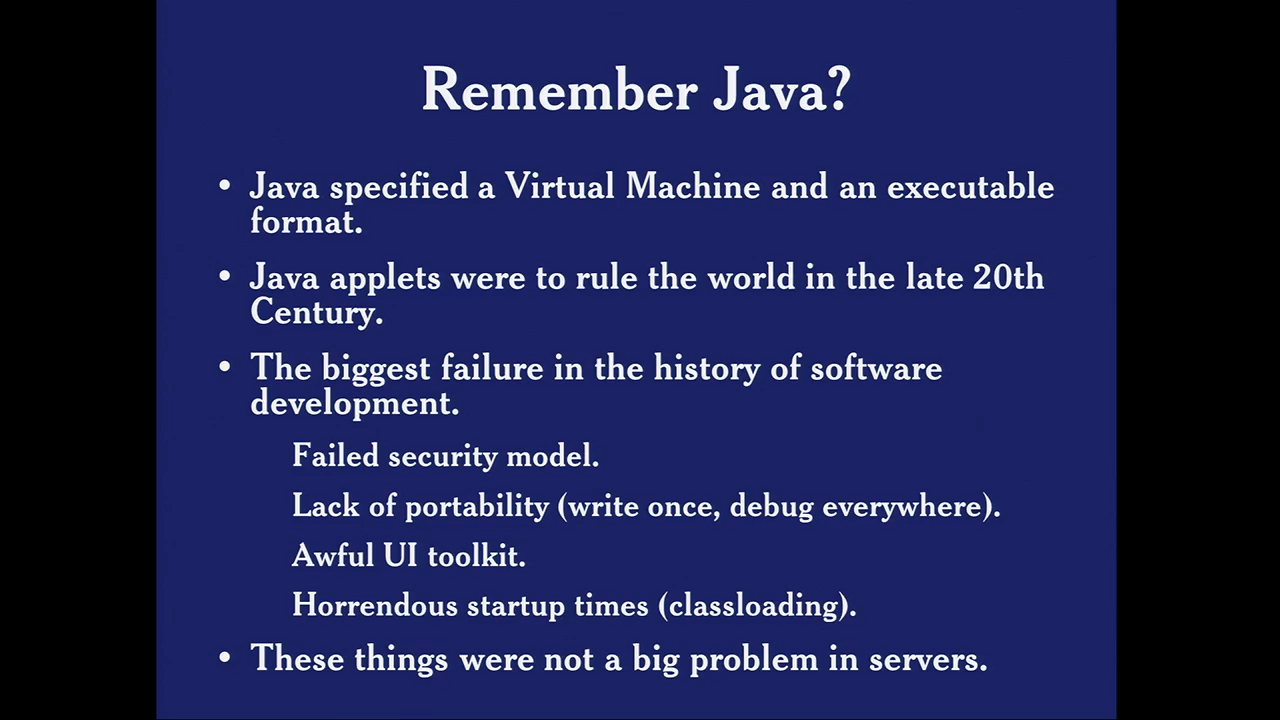 Remember Java?
• Java specified a Virtual Machine and an executable
format.
• Java applets were to rule the world in the late 20th
Century.
• The biggest failure in the history of software
development.
Failed security model.
Lack of portability (write once, debug everywhere).
Awful UI toolkit.
Horrendous startup times (classloading).
• These things were not a big problem in servers.